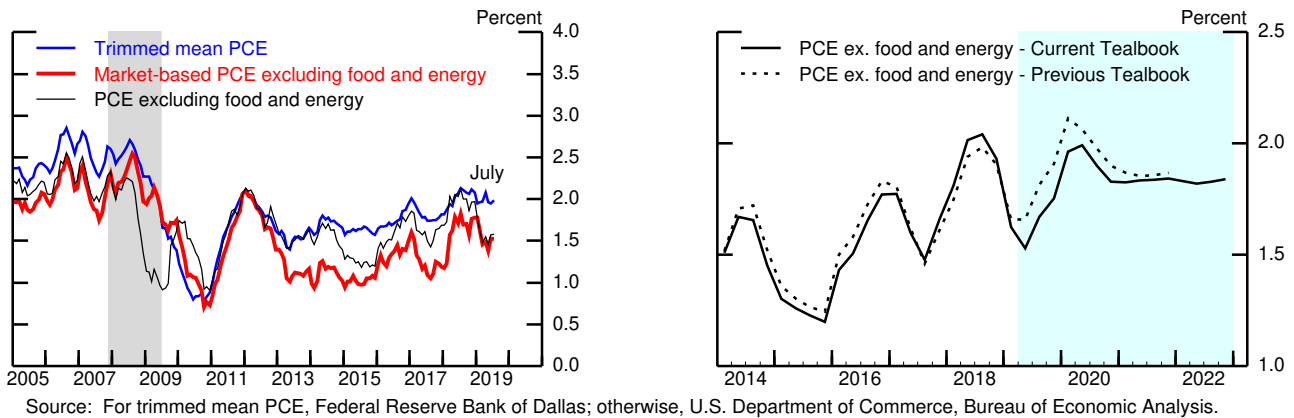 Percent
4.0
Trimmed mean PCE
Market-based PCE excluding food and energy
PCE excluding food and energy
3.5
3.0
2.5
July
2.0
1.5
1.0
0.5
0.0
2005 2007 2009 2011 2013 2015 2017 2019
Percent
2.5
PCE ex. food and energy - Current Tealbook
PCE ex. food and energy - Previous Tealbook
2.0
1.5
1.0
2014 2016 2018 2020 2022
Source: For trimmed mean PCE, Federal Reserve Bank of Dallas; otherwise, U.S. Department of Commerce, Bureau of Economic Analysis.